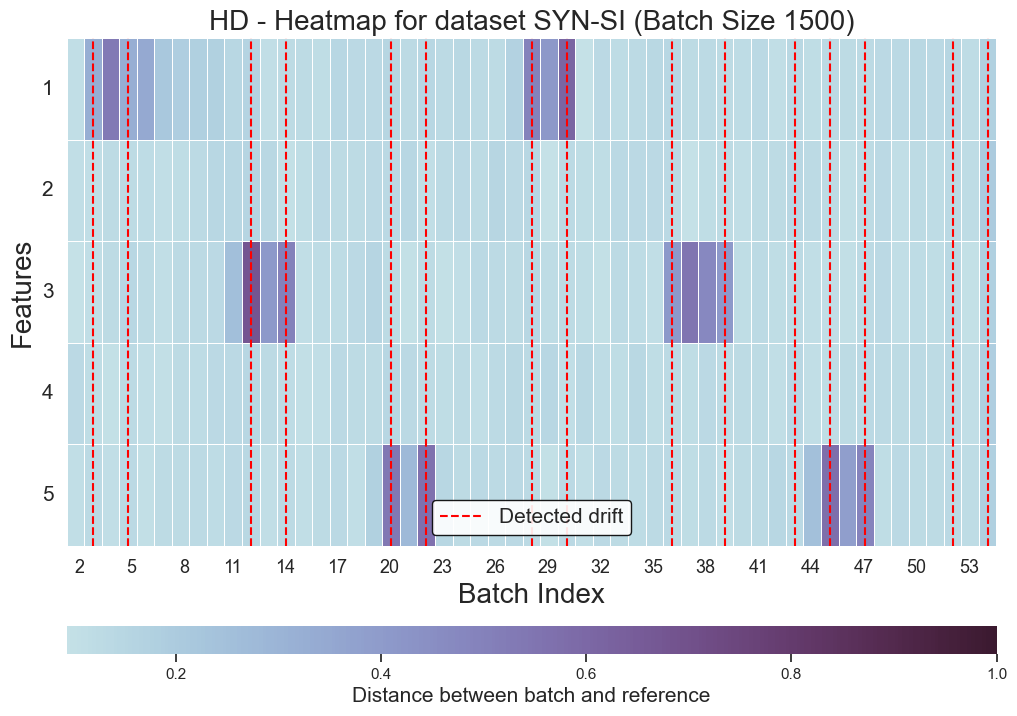 HD - Heatmap for dataset SYN-SI (Batch Size 1500)
Features
1
2
3
4
5
Detected drift
2 5 8 11 14 17 20 23 26 29 32 35 38 41 44 47 50 53
Batch Index
0.2 0.4 0.6 0.8 1.0
Distance between batch and reference